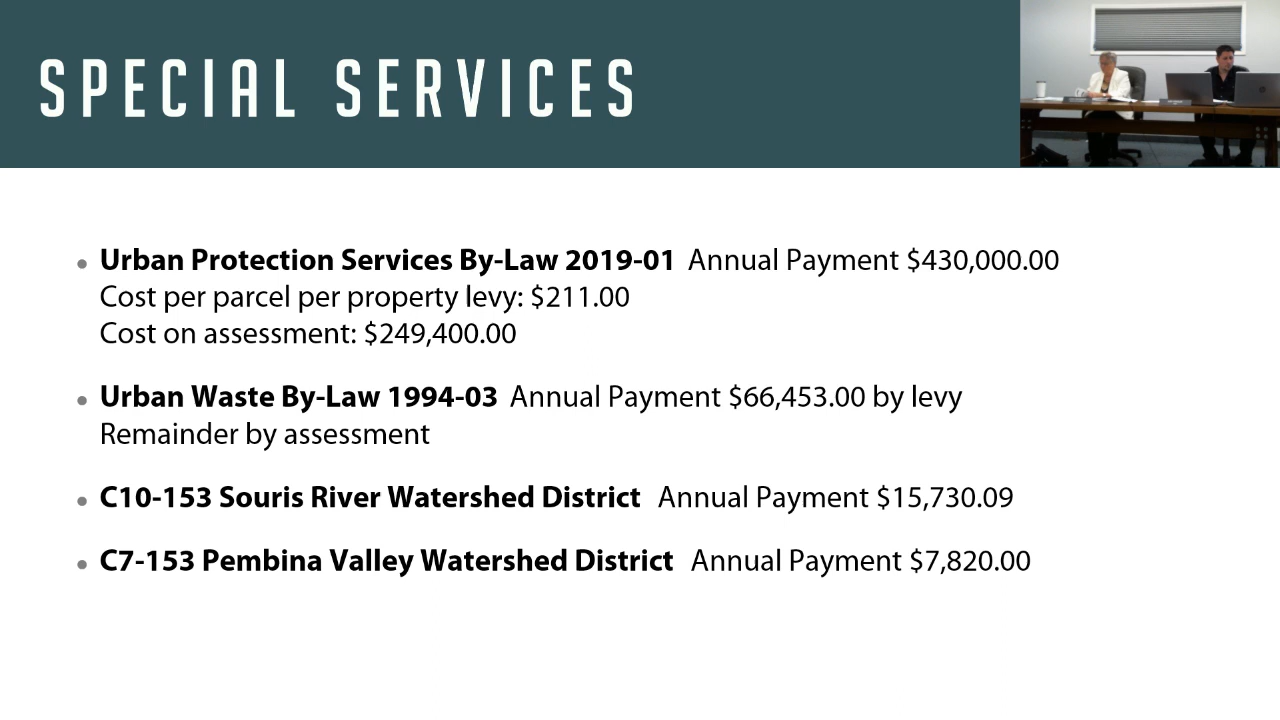 SPECIAL SERVICES
Urban Protection Services By-Law 2019-01 Annual Payment $430,000.00
Cost per parcel per property levy: $211.00
Cost on assessment: $249,400.00
Urban Waste By-Law 1994-03 Annual Payment $66,453.00 by levy
Remainder by assessment
C10-153 Souris River Watershed District Annual Payment $15,730.09
C7-153 Pembina Valley Watershed District Annual Payment $7,820.00